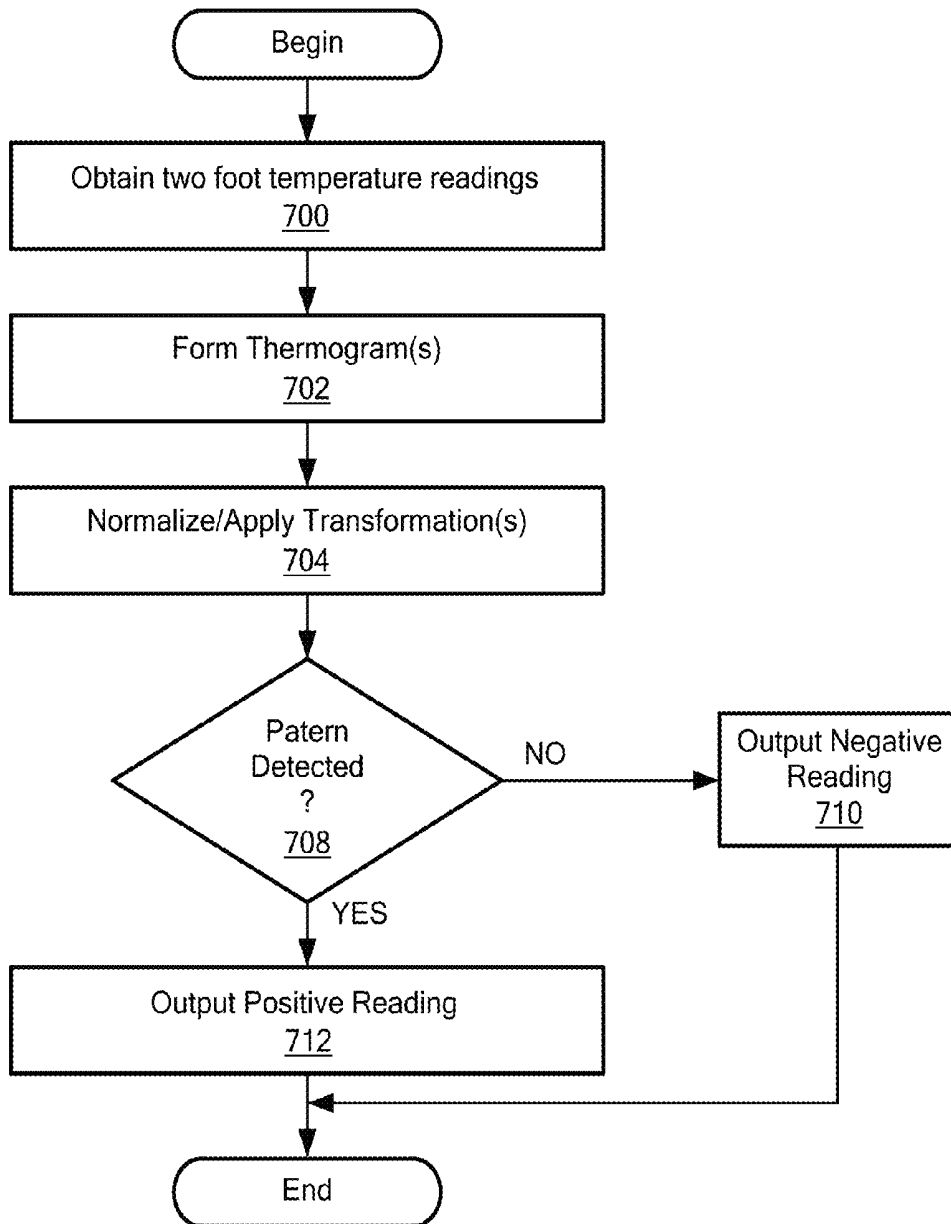 Begin
Obtain two foot temperature readings
700
Form Thermogram(s)
702
Normalize/Apply Transformation(s)
704
Patern
Detected
?
708
NO
Output Negative
Reading
710
YES
Output Positive Reading
712
End